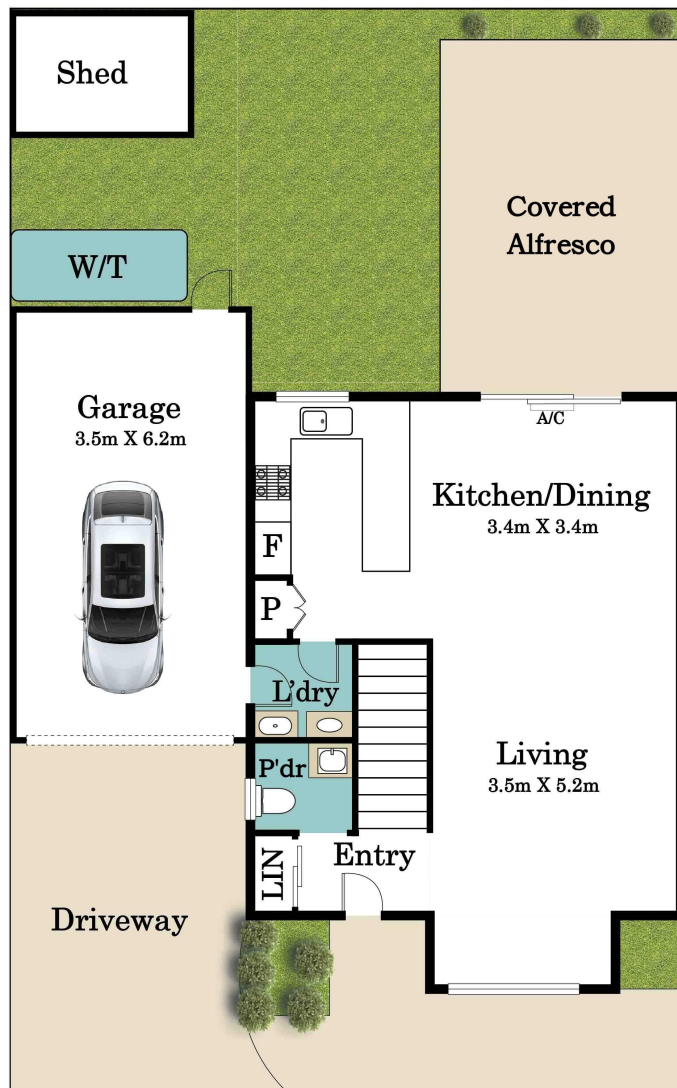 Shed
Covered
Alfresco
W/T
Garage
3.5m X 6.2m
A/C
Kitchen/Dining
3.4m X 3.4m
F
P
L'dry
Living
3.5m X 5.2m
P'dr
Entry
LIN
Driveway